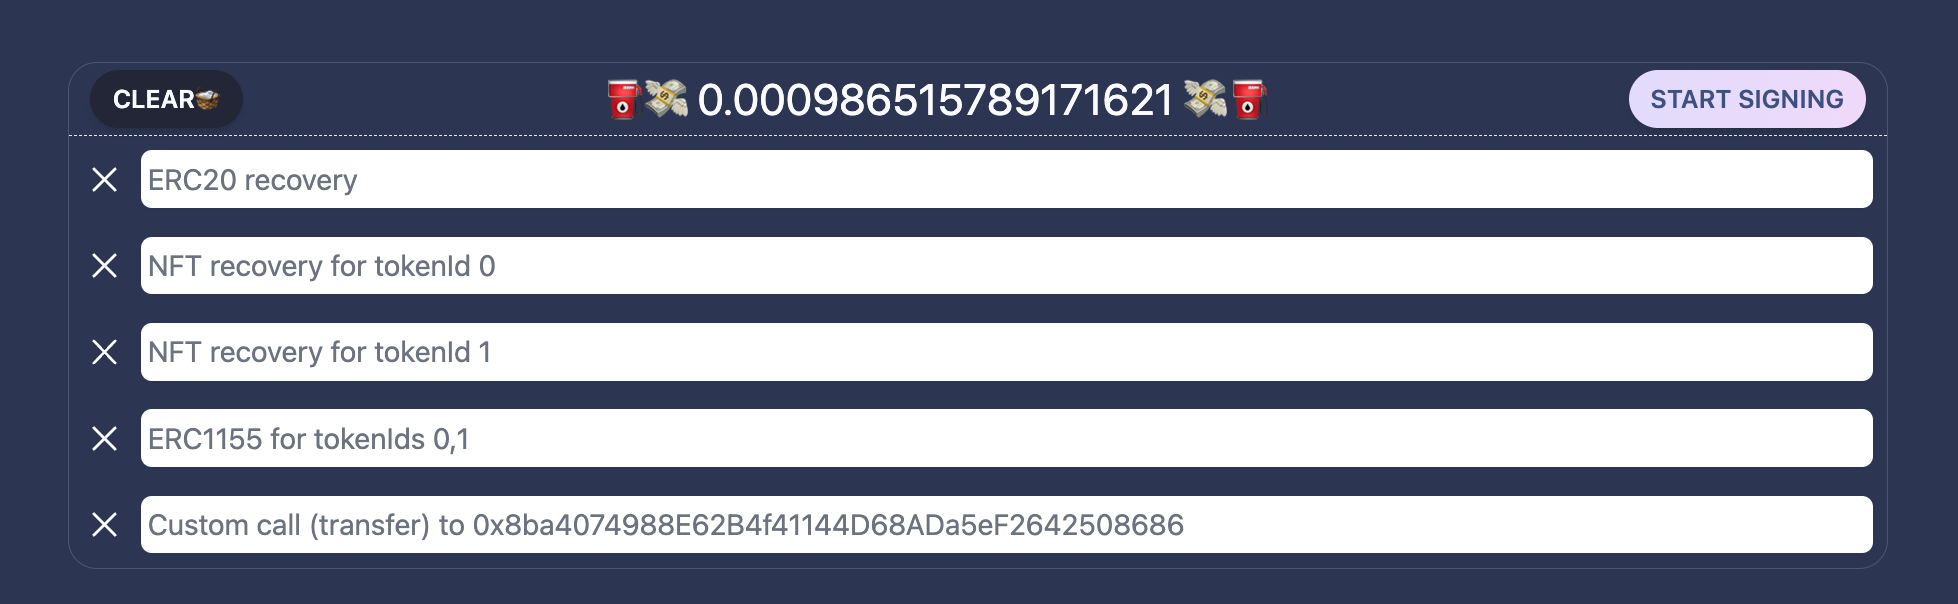 CLEAR
0.000986515789171621
START SIGNING
ERC20 recovery
NFT recovery for tokenId 0
NFT recovery for tokenId 1
ERC1155 for tokenIds 0,1
Custom call (transfer) to 0x8ba4074988E62B4f41144D68ADa5eF2642508686